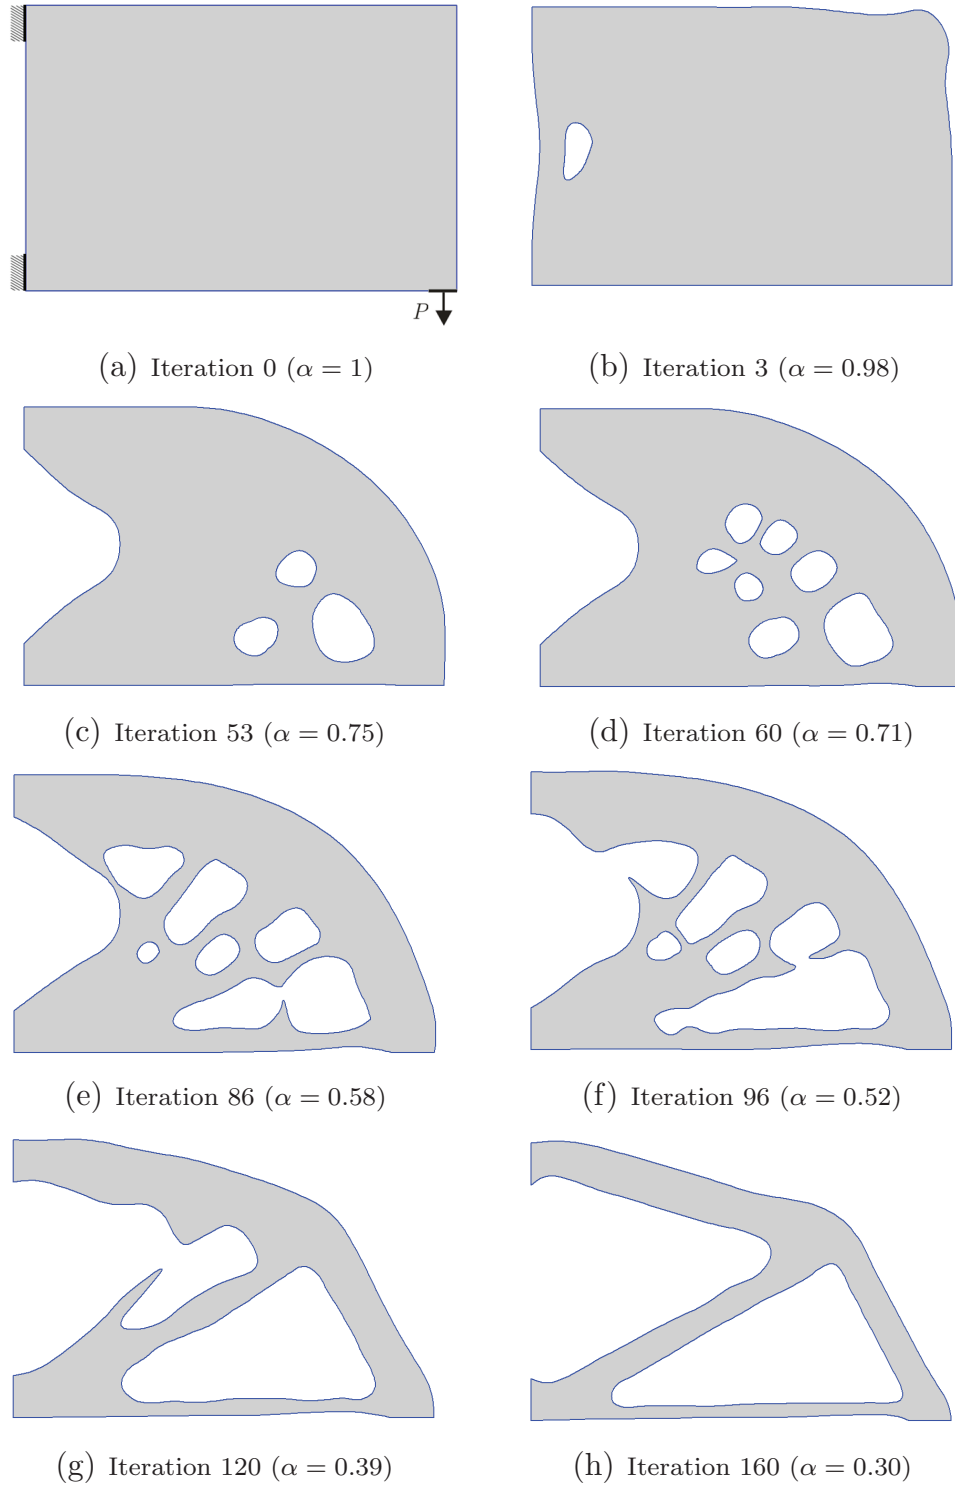 P
(a) Iteration 0 (α = 1)
(b) Iteration 3 (α = 0.98)
(c) Iteration 53 (α = 0.75)
(d) Iteration 60 (α = 0.71)
(e) Iteration 86 (α = 0.58)
(f) Iteration 96 (α = 0.52)
(g) Iteration 120 (α = 0.39)
(h) Iteration 160 (α = 0.30)